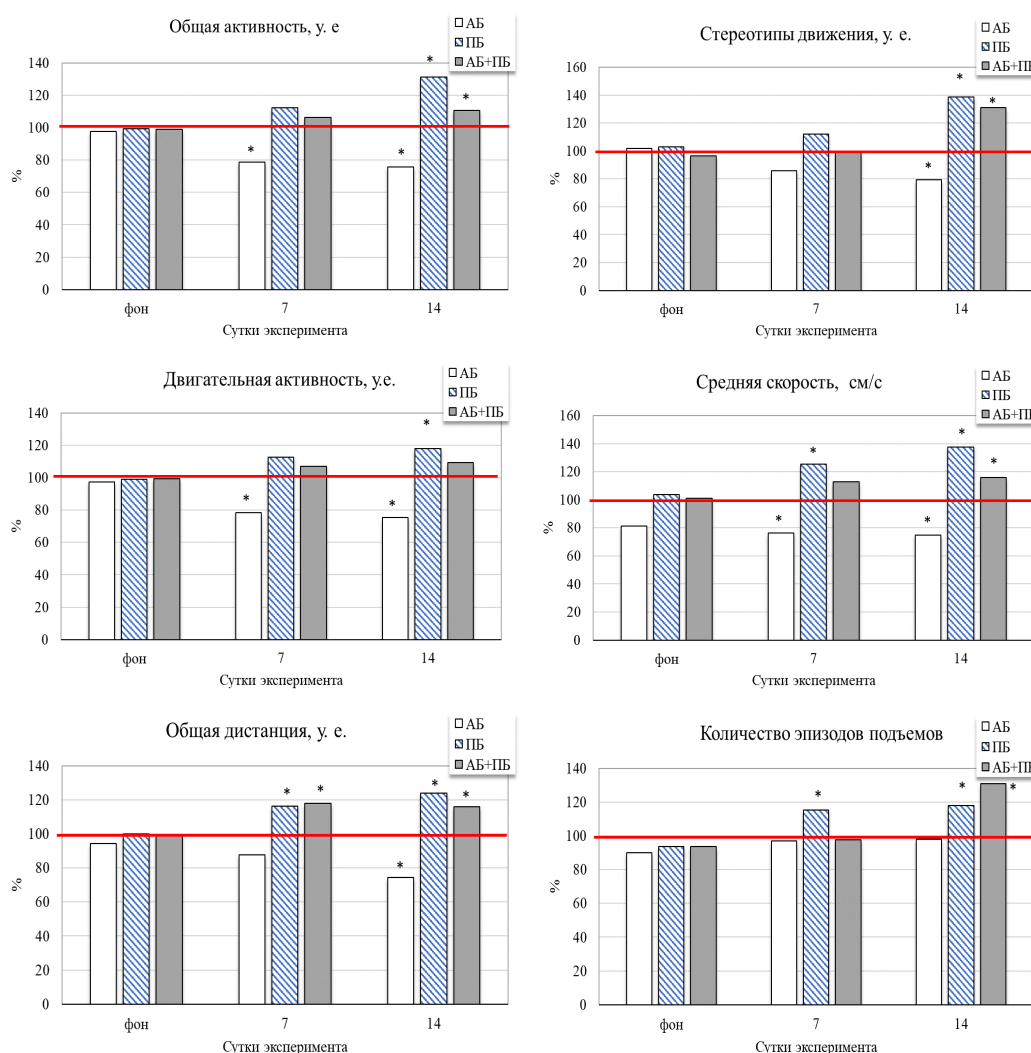 Общая активность, у. е
АБ
ПБ
АБ+ПБ
140
120
100
80
60
40
20
0
%
* * * *
фон 7 14
Сутки эксперимента
Стереотипы движения, у. е.
АБ
ПБ
АБ+ПБ
160
140
120
100
80
60
40
20
0
%
* * *
фон 7 14
Сутки эксперимента
Двигательная активность, у.е.
АБ
ПБ
АБ+ПБ
140
120
100
80
60
40
20
0
%
* * *
фон 7 14
Сутки эксперимента
Средняя скорость, см/с
АБ
ПБ
АБ+ПБ
160
140
120
100
80
60
40
20
0
%
* * * * *
фон 7 14
Сутки эксперимента
Общая дистанция, у. е.
АБ
ПБ
АБ+ПБ
140
120
100
80
60
40
20
0
%
* * * * *
фон 7 14
Сутки эксперимента
Количество эпизодов подъемов
АБ
ПБ
АБ+ПБ
140
120
100
80
60
40
20
0
%
* * *
фон 7 14
Сутки эксперимента